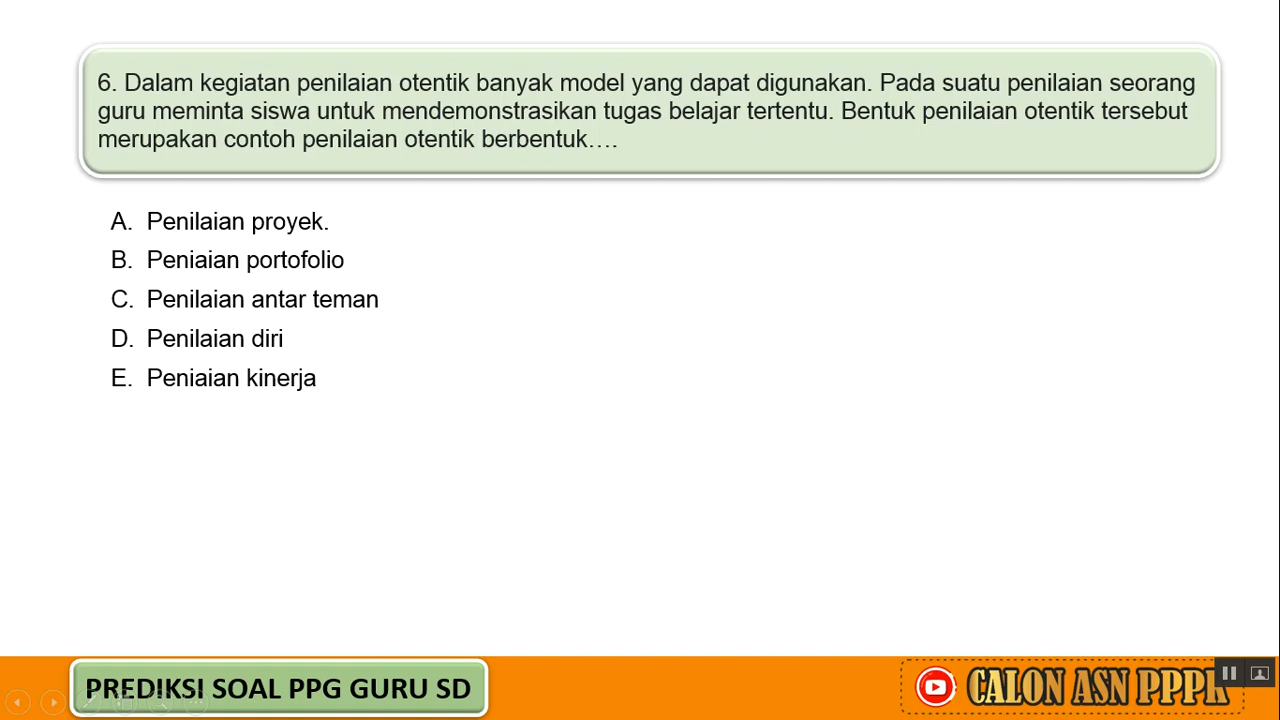 6. Dalam kegiatan penilaian otentik banyak model yang dapat digunakan. Pada suatu penilaian seorang
guru meminta siswa untuk mendemonstrasikan tugas belajar tertentu. Bentuk penilaian otentik tersebut
merupakan contoh penilaian otentik berbentuk….
A. Penilaian proyek.
B. Peniaian portofolio
C. Penilaian antar teman
D. Penilaian diri
E. Peniaian kinerja
PREDIKSI SOAL PPG GURU SD
CALON ASN PPPK